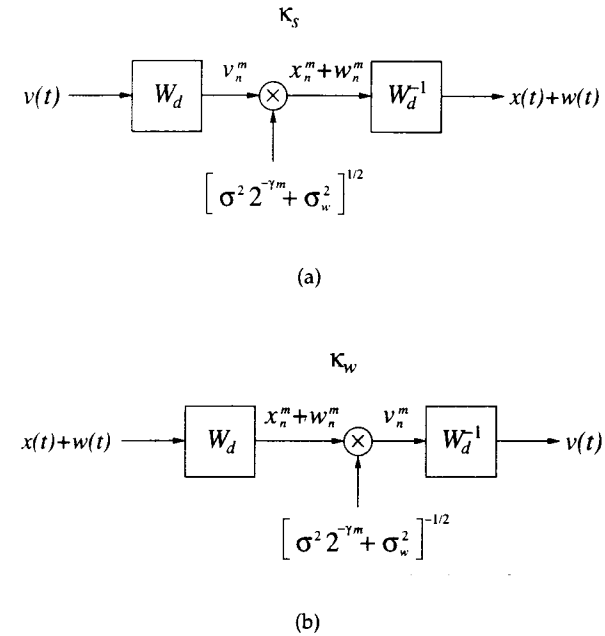 κ_s
v(t) W_d v_n^m × x_n^m+w_n^m W_d^{-1} x(t)+w(t)
[σ² 2^{-γm} + σ_w²]^{1/2}
(a)
κ_w
x(t)+w(t) W_d x_n^m+w_n^m × v_n^m W_d^{-1} v(t)
[σ² 2^{-γm} + σ_w²]^{-1/2}
(b)